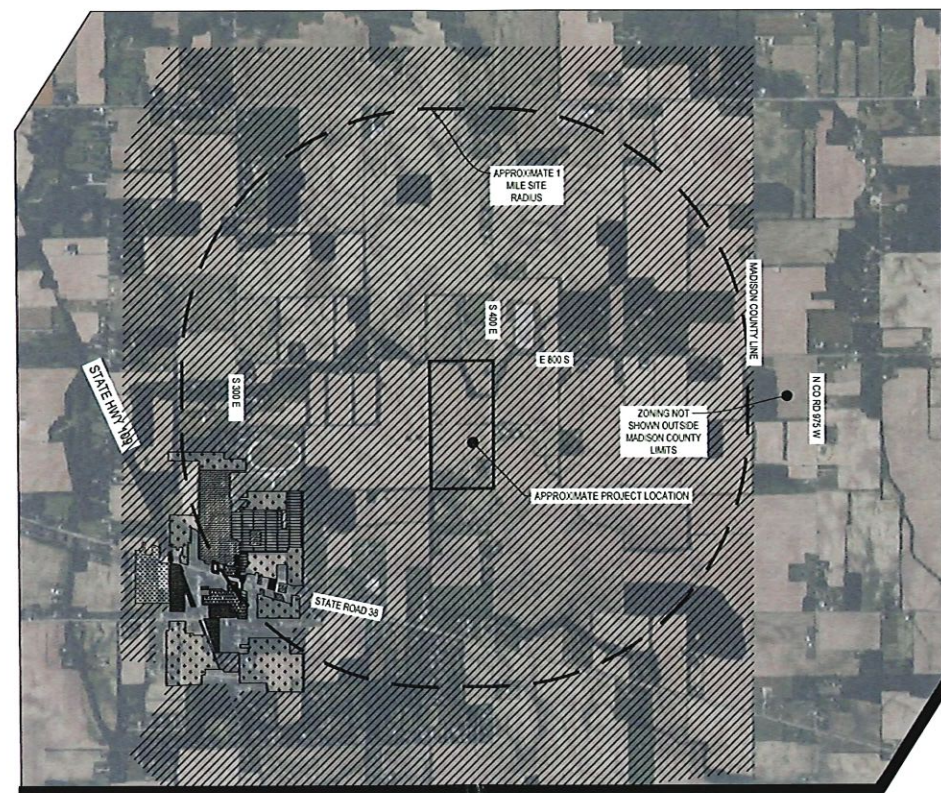 APPROXIMATE 1
MILE SITE
RADIUS
MADISON COUNTY LINE
S 400 E
E 800 S
STATE HWY 109
S 300 E
N CO RD 975 W
ZONING NOT
SHOWN OUTSIDE
MADISON COUNTY
LIMITS
APPROXIMATE PROJECT LOCATION
STATE ROAD 38